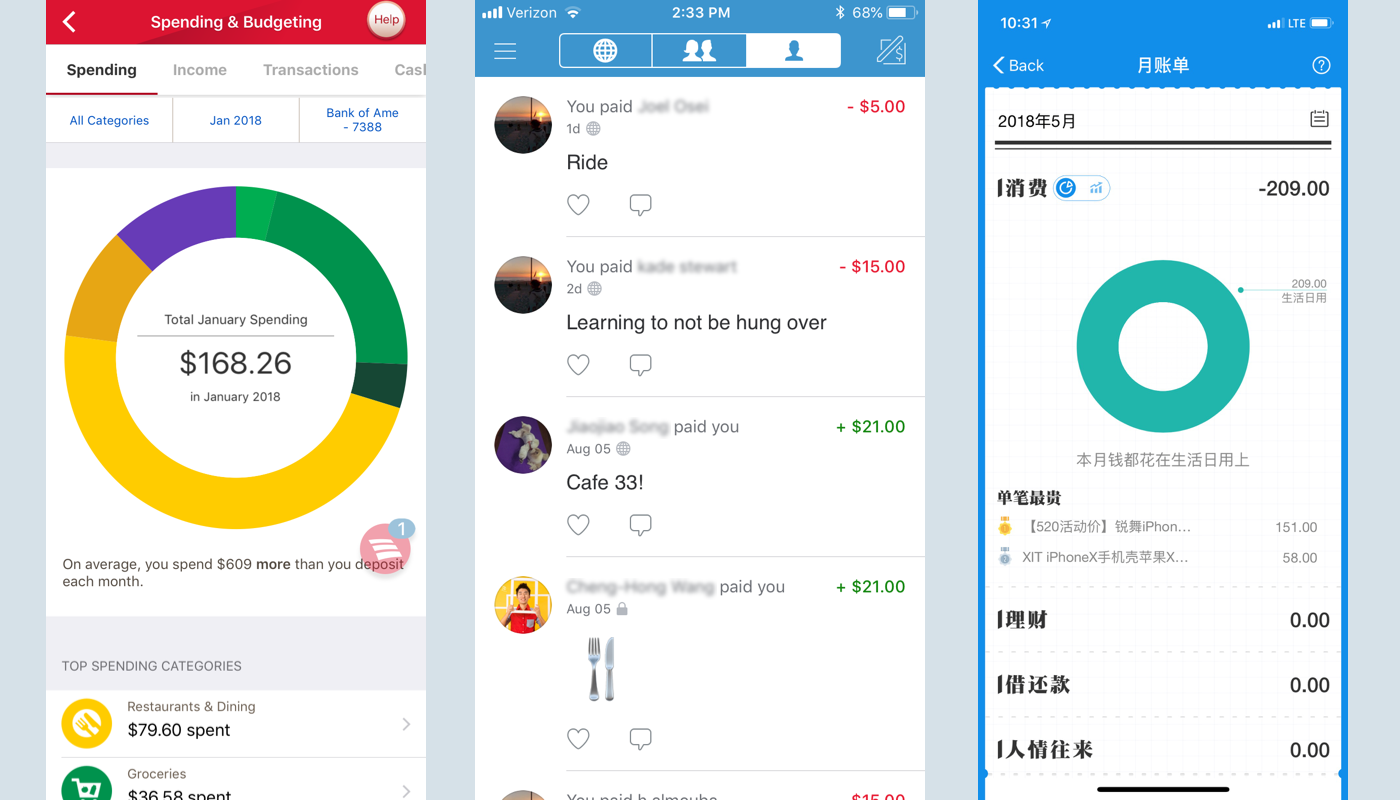 Spending & Budgeting
Help
Spending
Income
Transactions
All Categories
Jan 2018
Bank of Ame
- 7388
Total January Spending
$168.26
in January 2018
1
On average, you spend $609 more than you deposit
each month.
TOP SPENDING CATEGORIES
Restaurants & Dining
$79.60 spent
Groceries
$36.58 spent
Verizon
2:33 PM
68%
You paid
- $5.00
1d
Ride
You paid
- $15.00
2d
Learning to not be hung over
paid you
+ $21.00
Aug 05
Cafe 33!
paid you
+ $21.00
Aug 05
You paid
- $15.00
10:31
LTE
Back
月账单
?
2018年5月
消费
-209.00
209.00
生活日用
本月钱都花在生活日用上
单笔最贵
【520活动价】锐舞iPhon...
151.00
XIT iPhoneX手机壳苹果X...
58.00
理财
0.00
借还款
0.00
人情往来
0.00